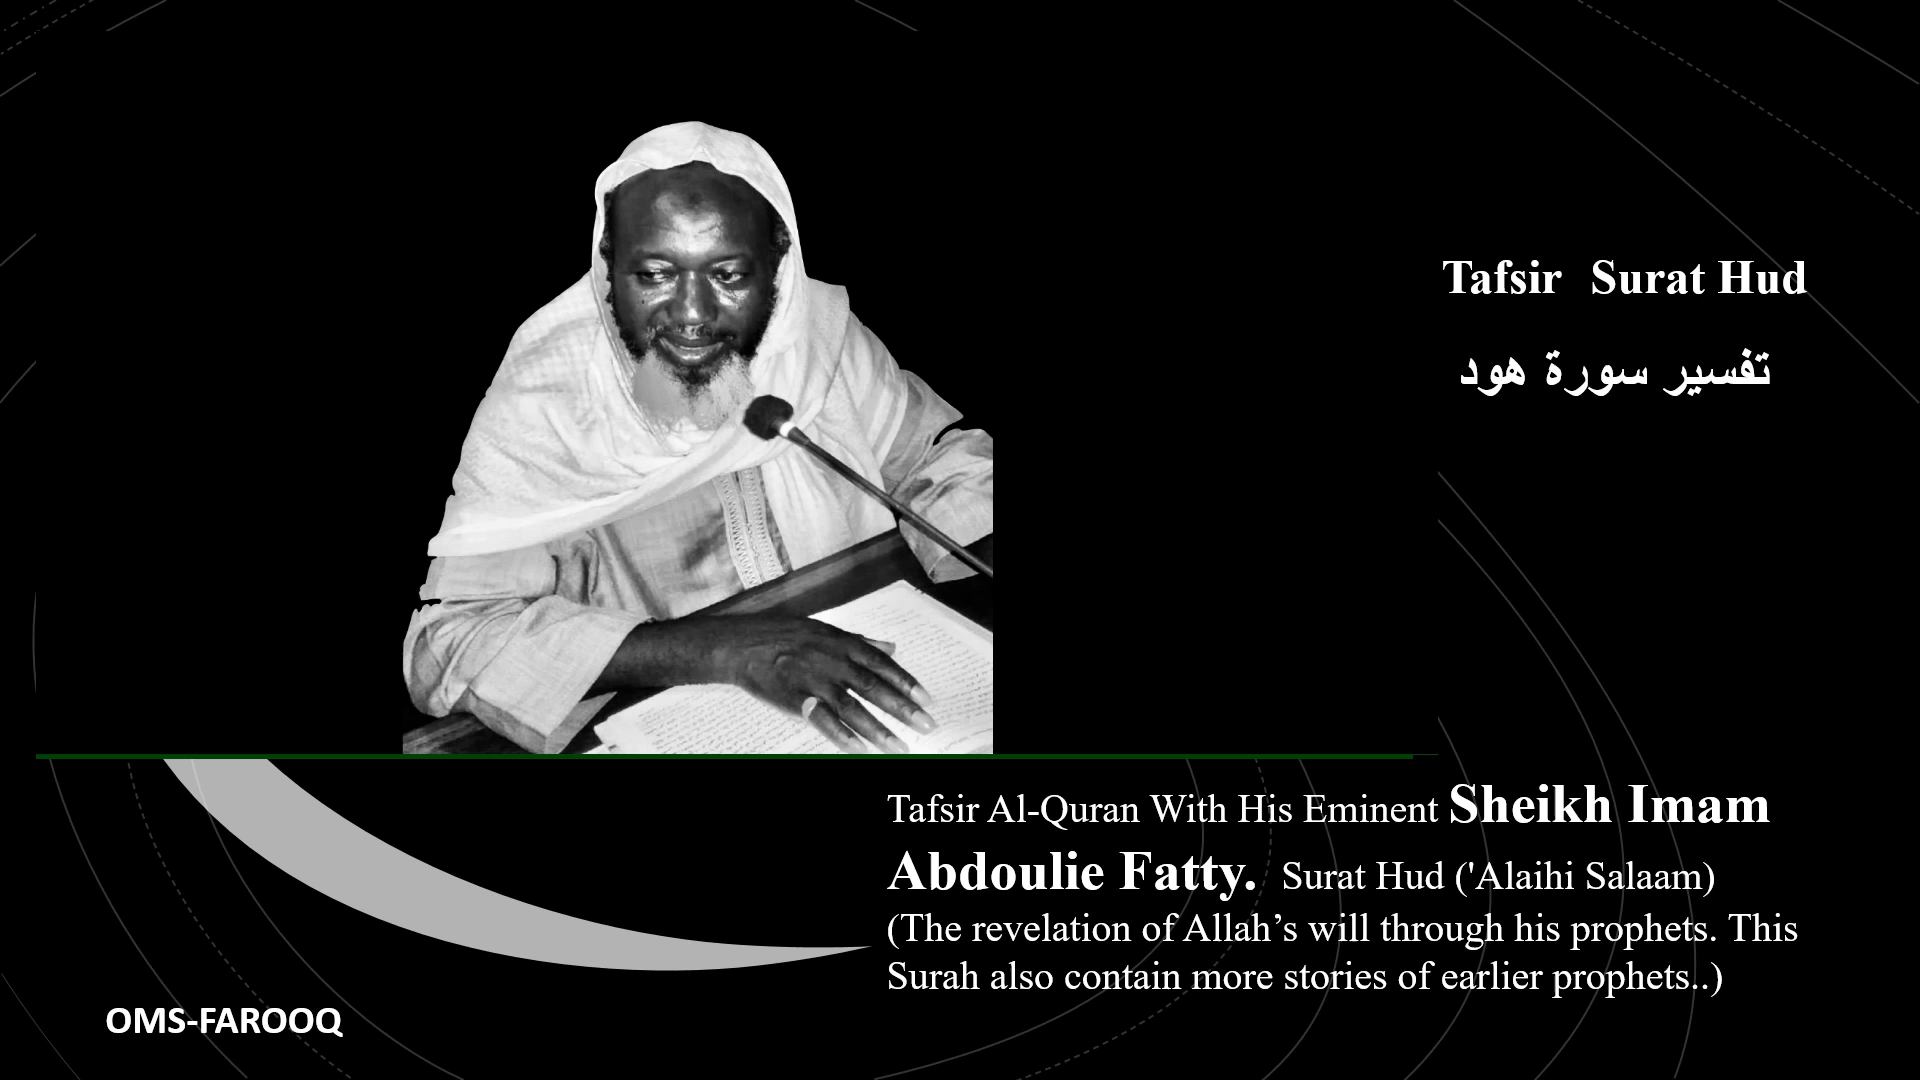 Tafsir Surat Hud
تفسير سورة هود
Tafsir Al-Quran With His Eminent Sheikh Imam
Abdoulie Fatty. Surat Hud ('Alaihi Salaam)
(The revelation of Allah’s will through his prophets. This
Surah also contain more stories of earlier prophets..)
OMS-FAROOQ